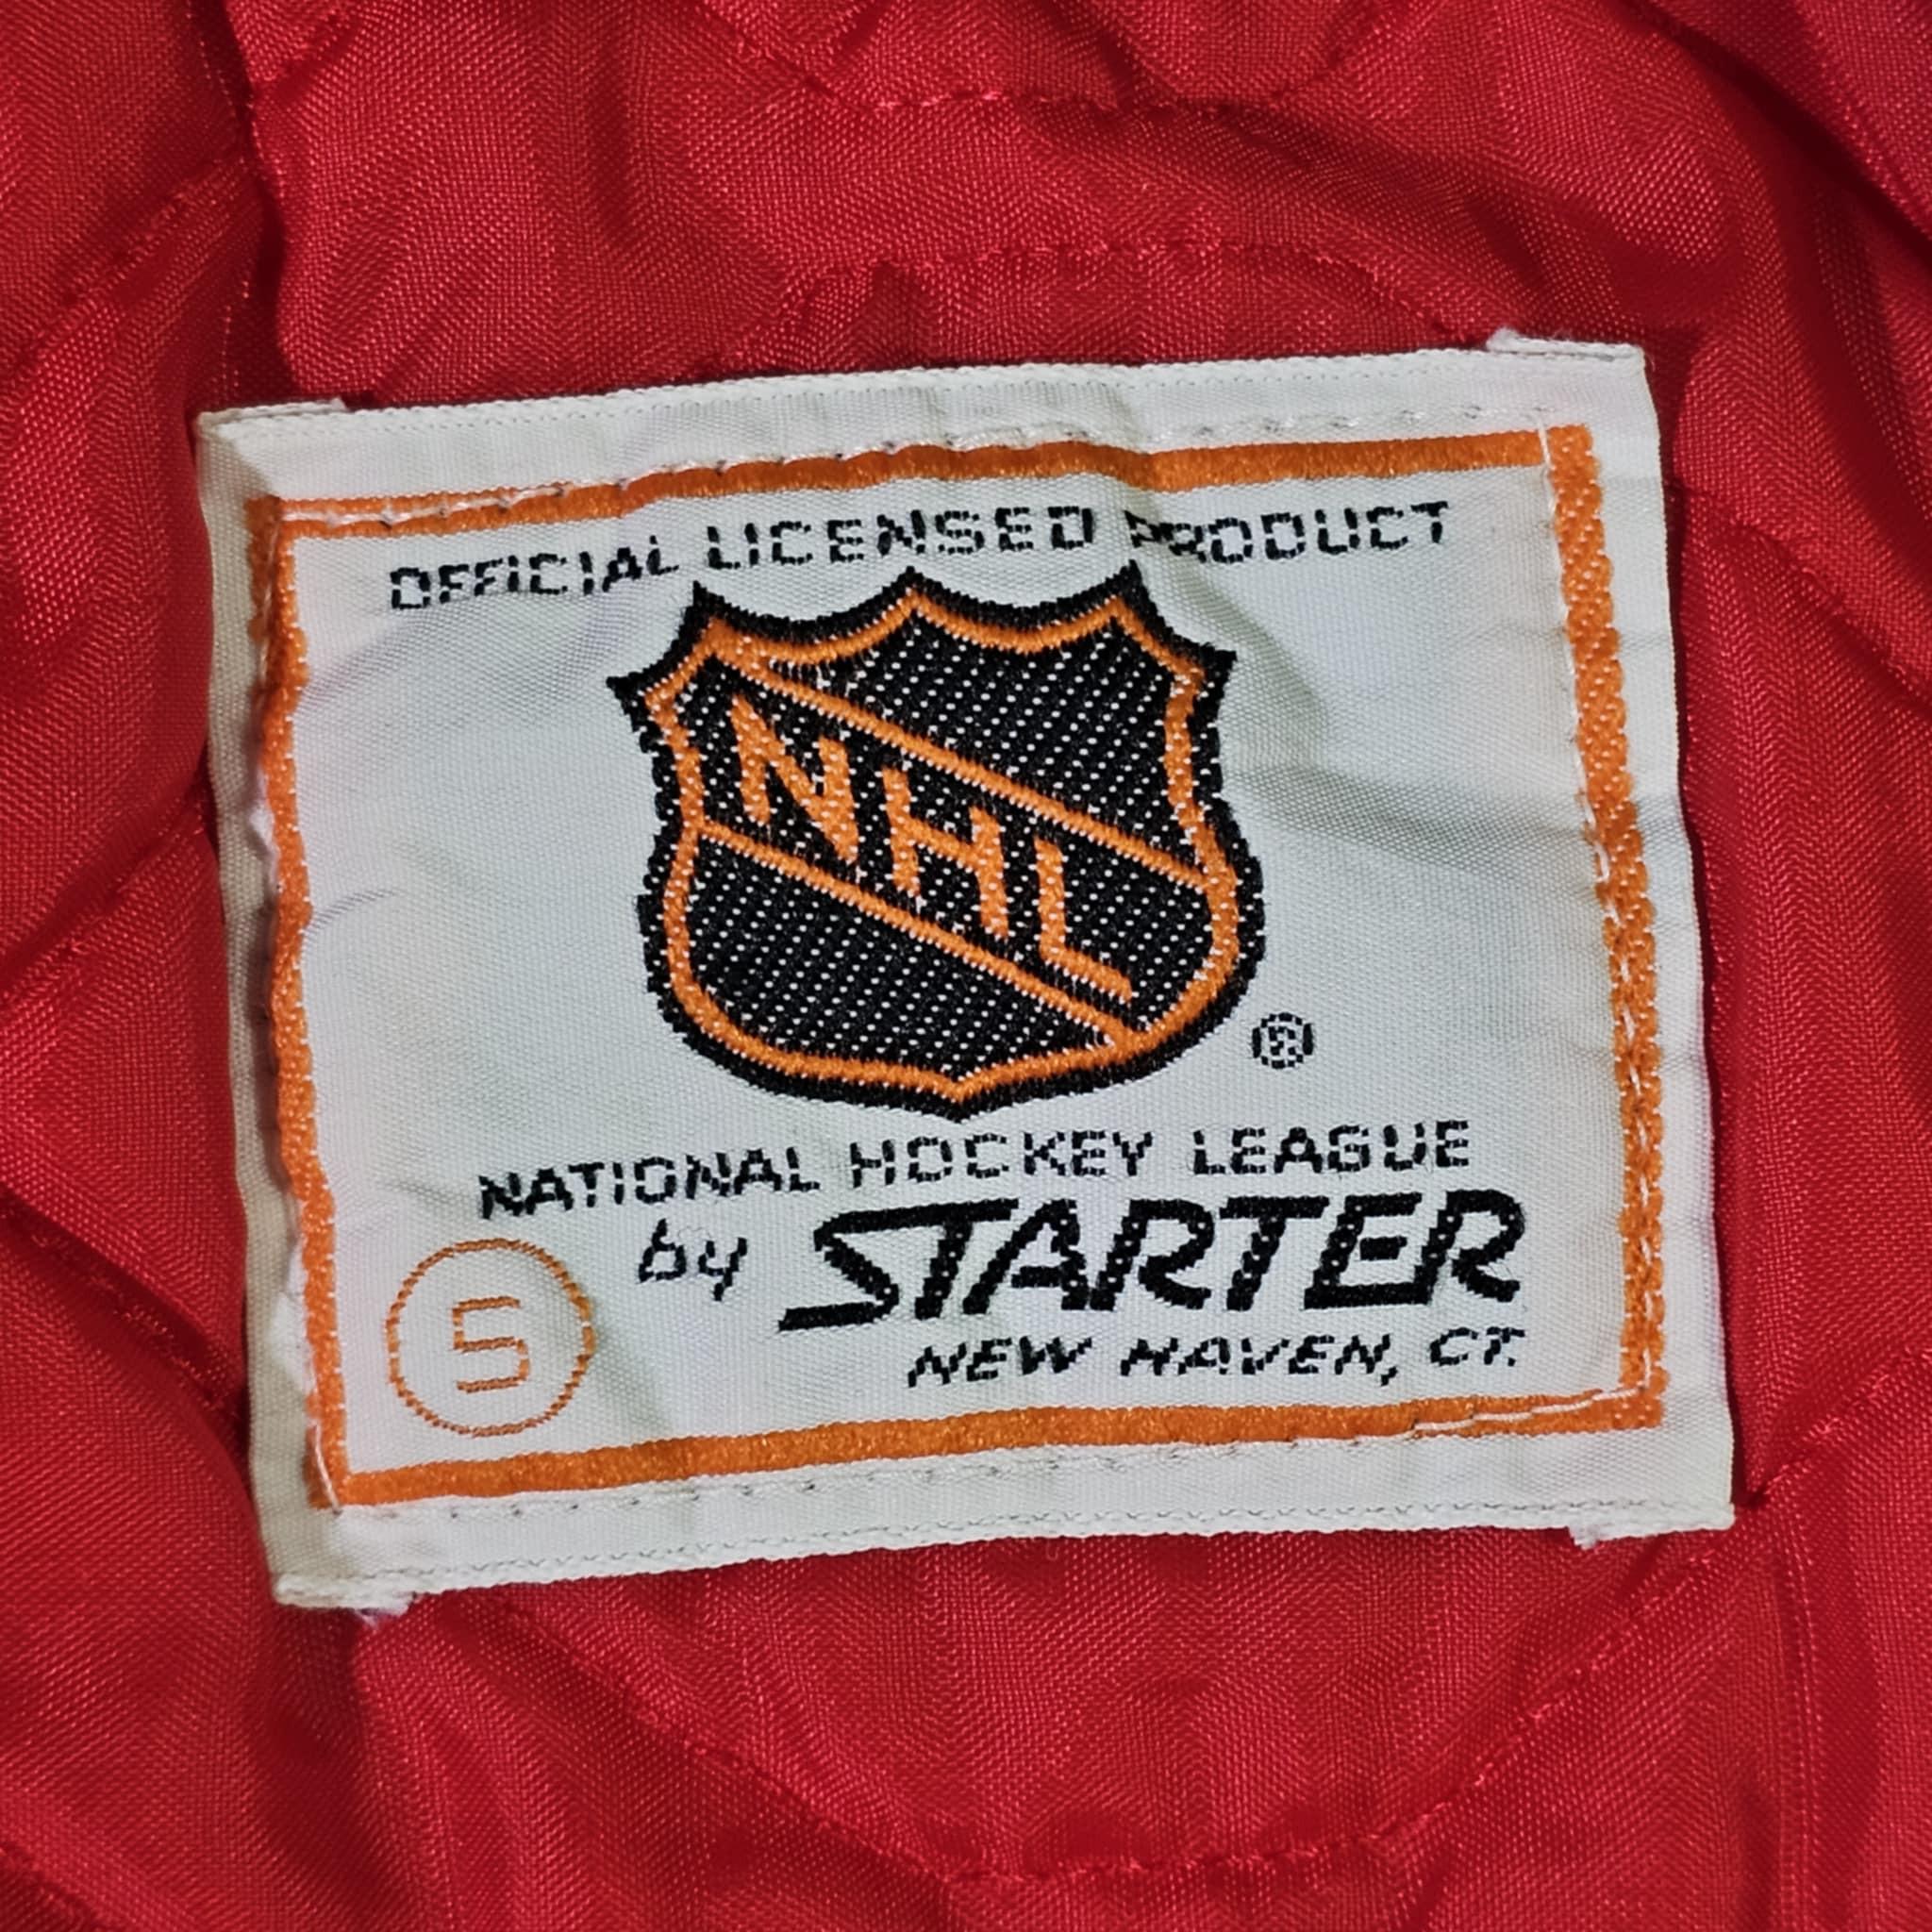 OFFICIAL LICENSED PRODUCT
NHL
®
NATIONAL HOCKEY LEAGUE
by STARTER
S
NEW HAVEN, CT.